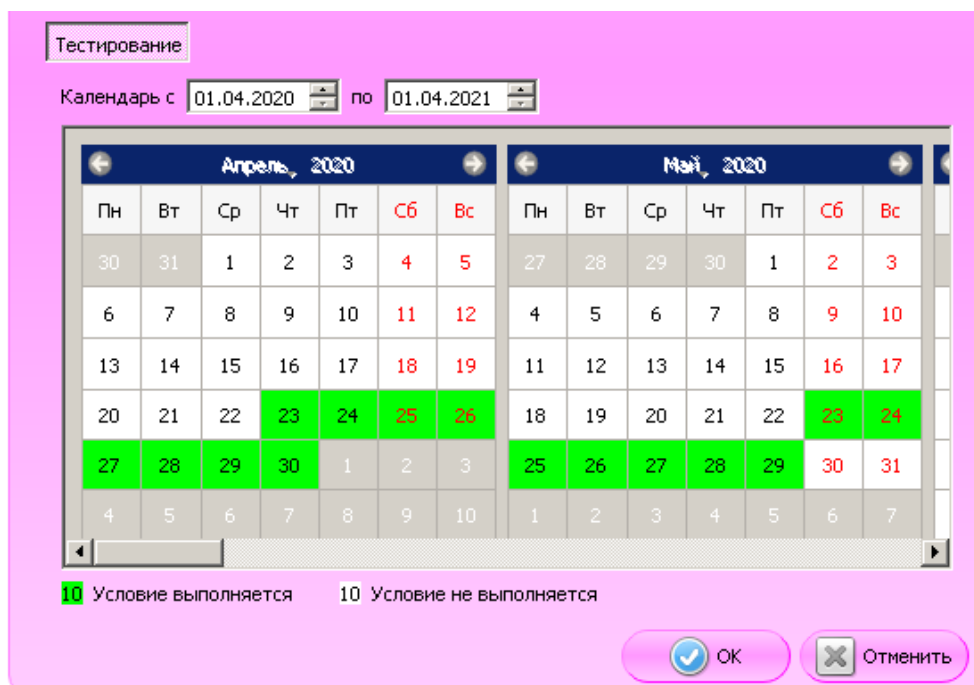 Тестирование
Календарь с 01.04.2020 по 01.04.2021
Апрель, 2020 Май, 2020
Пн Вт Ср Чт Пт Сб Вс Пн Вт Ср Чт Пт Сб Вс
30 31 1 2 3 4 5 27 28 29 30 1 2 3
6 7 8 9 10 11 12 4 5 6 7 8 9 10
13 14 15 16 17 18 19 11 12 13 14 15 16 17
20 21 22 23 24 25 26 18 19 20 21 22 23 24
27 28 29 30 1 2 3 25 26 27 28 29 30 31
4 5 6 7 8 9 10 1 2 3 4 5 6 7
10 Условие выполняется 10 Условие не выполняется
ОК Отменить